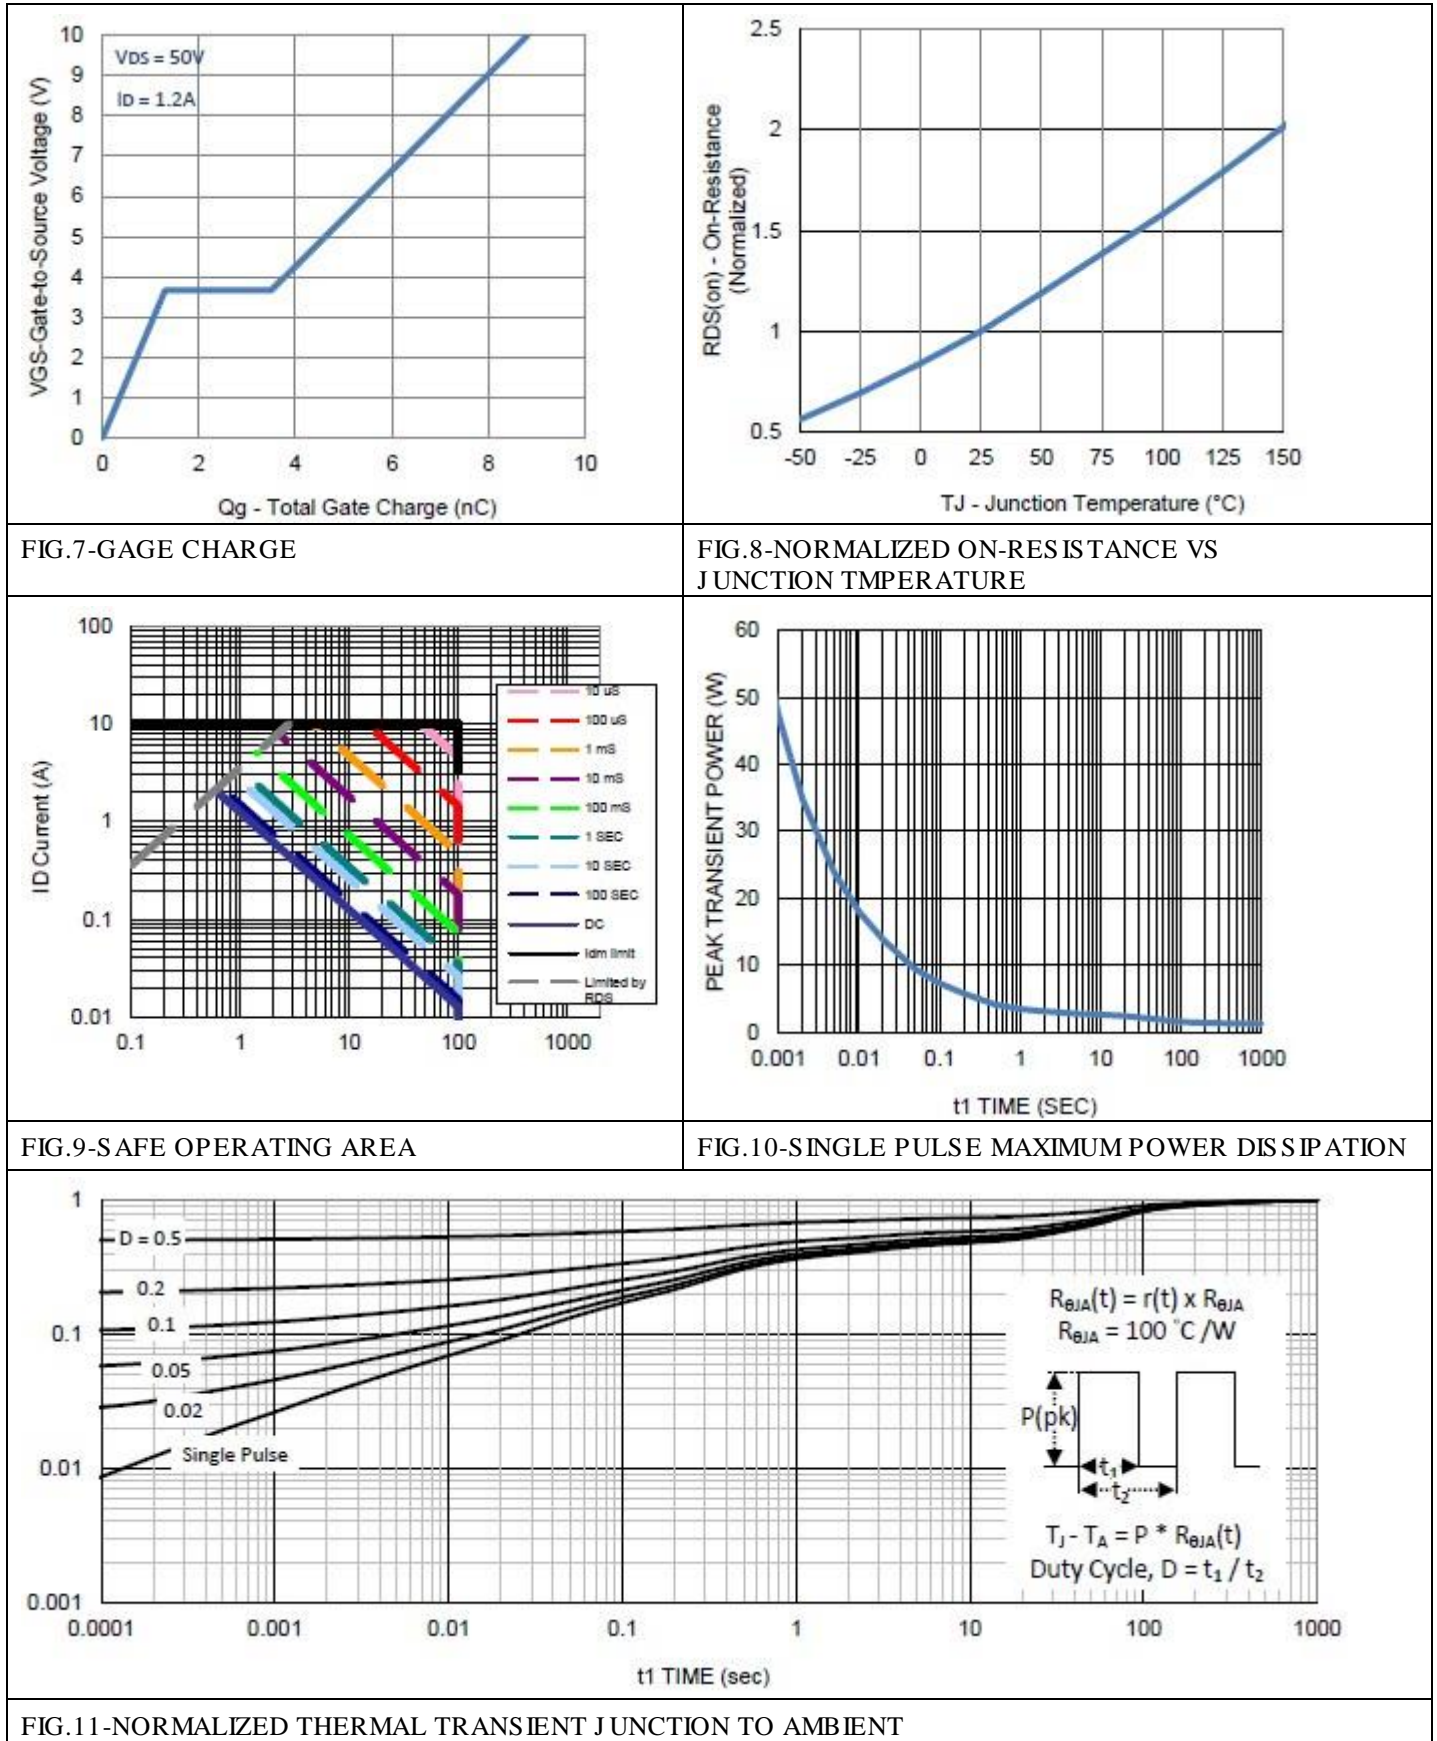 10
9
8
7
6
5
4
3
2
1
0
VGS-Gate-to-Source Voltage (V)
VDS = 50V
ID = 1.2A
0 2 4 6 8 10
Qg - Total Gate Charge (nC)
2.5
2
1.5
1
0.5
RDS(on) - On-Resistance
(Normalized)
-50 -25 0 25 50 75 100 125 150
TJ - Junction Temperature (°C)
FIG.7-GAGE CHARGE
FIG.8-NORMALIZED ON-RESISTANCE VS
JUNCTION TMPERATURE
100
10
1
0.1
0.01
ID Current (A)
0.1 1 10 100 1000
10 uS
100 uS
1 mS
10 mS
100 mS
1 SEC
10 SEC
100 SEC
DC
Idm limit
Limited by
RDS
60
50
40
30
20
10
0
PEAK TRANSIENT POWER (W)
0.001 0.01 0.1 1 10 100 1000
t1 TIME (SEC)
FIG.9-SAFE OPERATING AREA
FIG.10-SINGLE PULSE MAXIMUM POWER DISSIPATION
1
0.1
0.01
0.001
D = 0.5
0.2
0.1
0.05
0.02
Single Pulse
RθJA(t) = r(t) x RθJA
RθJA = 100 °C /W
P(pk)
t1
t2
TJ - TA = P * RθJA(t)
Duty Cycle, D = t1 / t2
0.0001 0.001 0.01 0.1 1 10 100 1000
t1 TIME (sec)
FIG.11-NORMALIZED THERMAL TRANSIENT JUNCTION TO AMBIENT